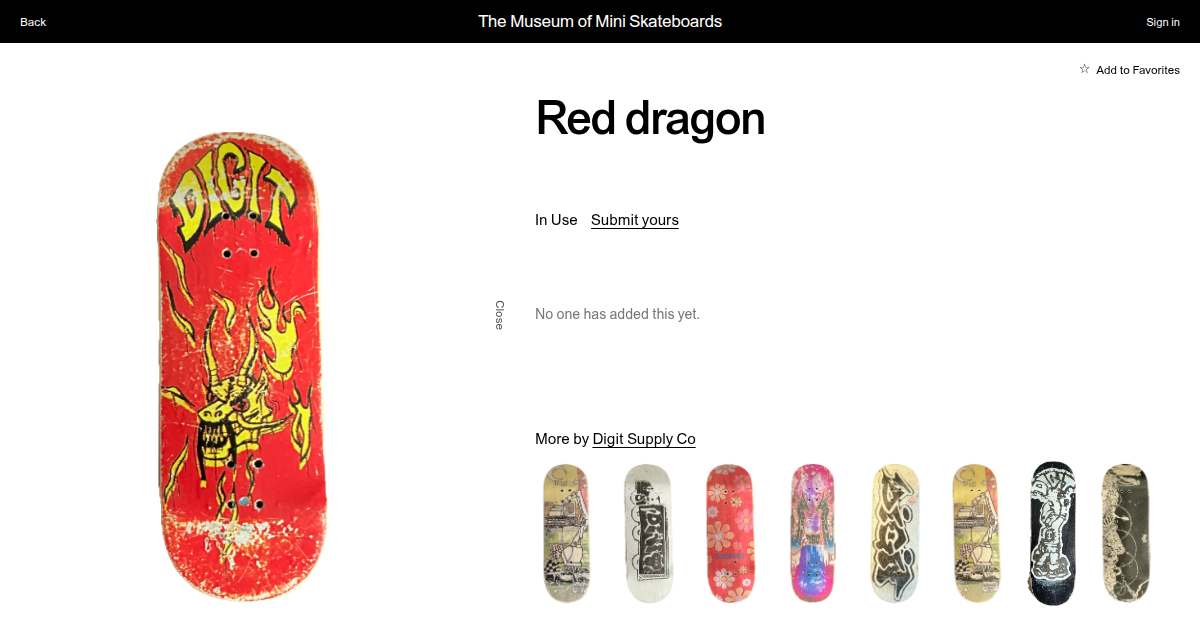 Back
The Museum of Mini Skateboards
Sign in
☆ Add to Favorites
Red dragon
DIGIT
In Use Submit yours
Close
No one has added this yet.
More by Digit Supply Co